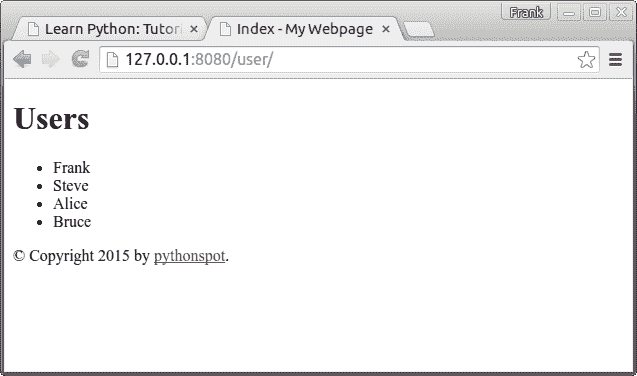 Frank
Learn Python: Tutori
Index - My Webpage
127.0.0.1:8080/user/
Users
Frank
Steve
Alice
Bruce
© Copyright 2015 by pythonspot.